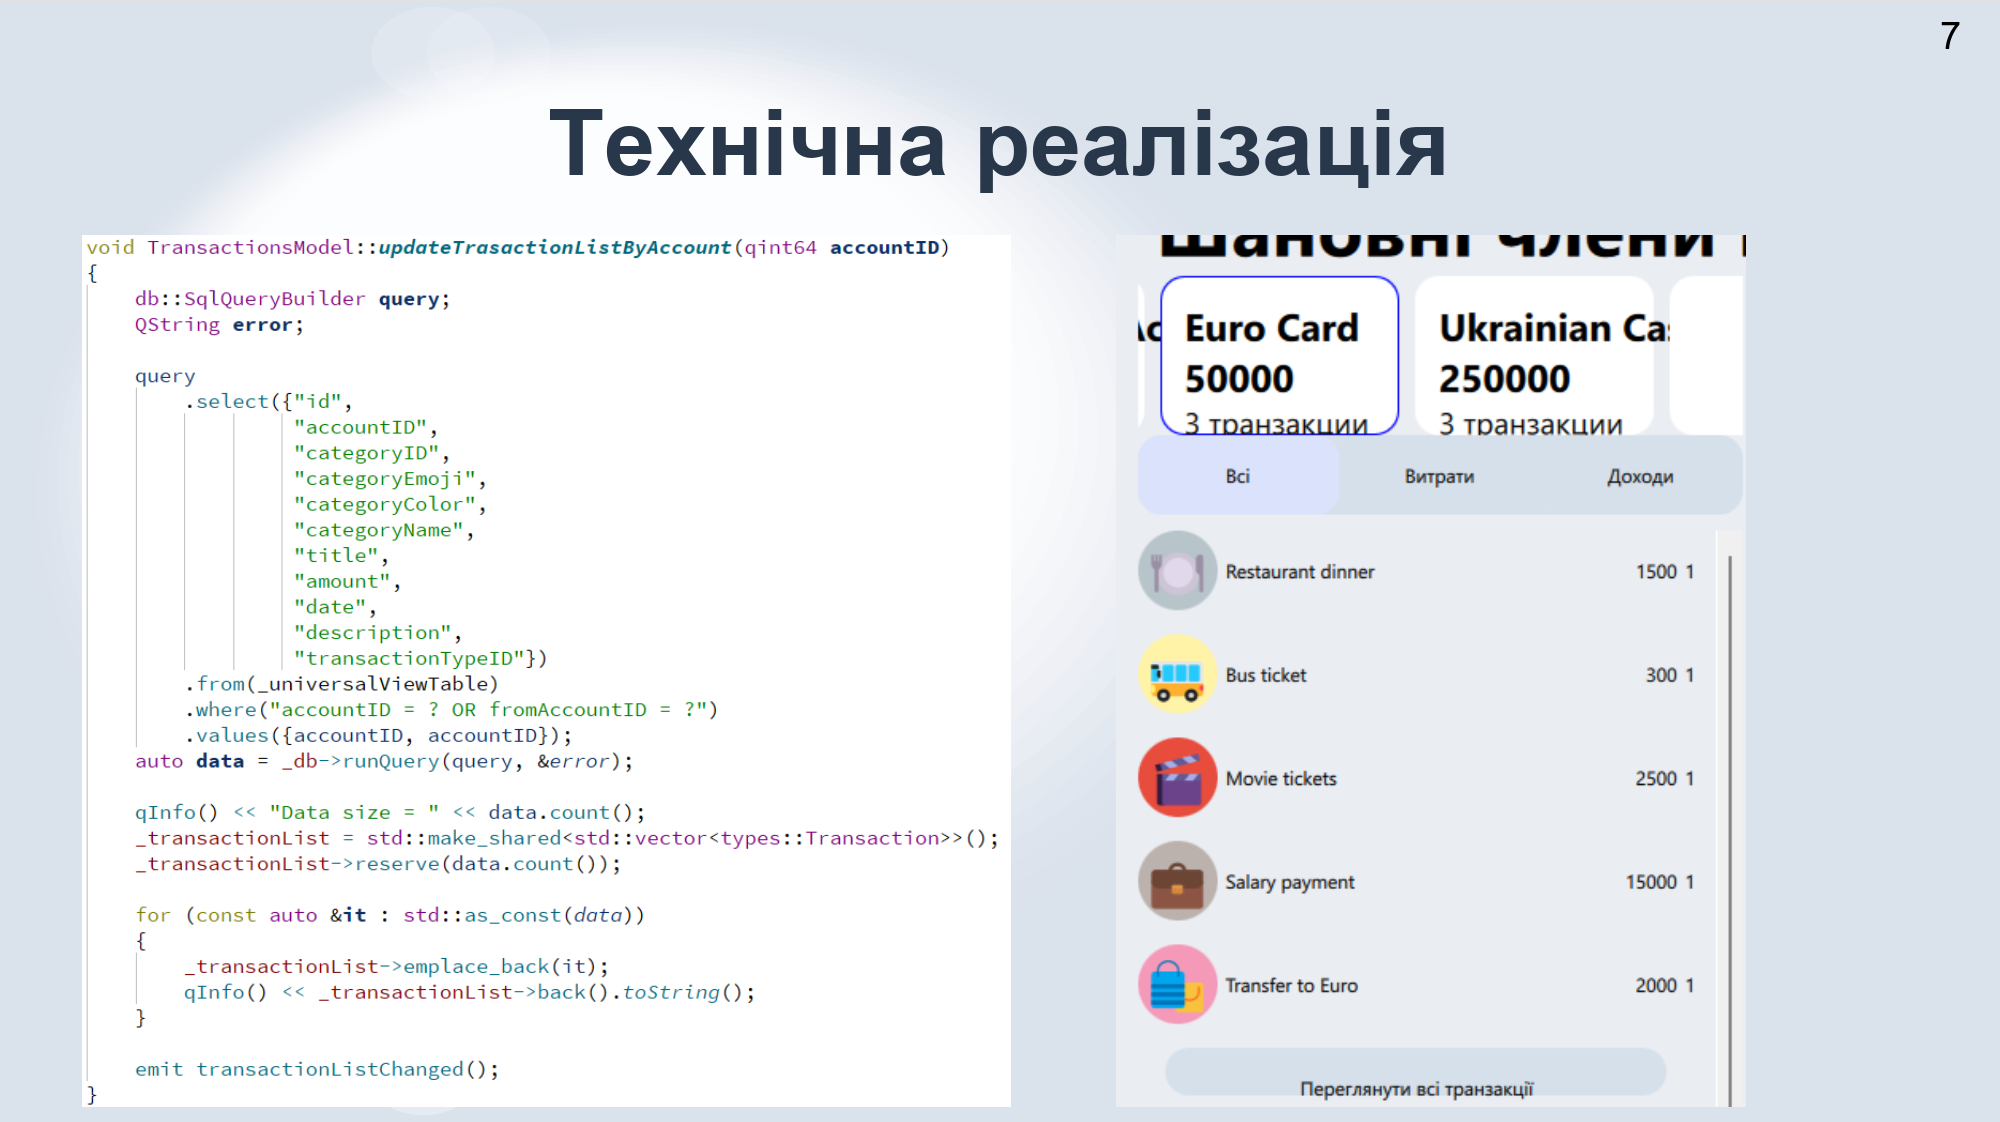 7
Технічна реалізація
void TransactionsModel::updateTrasactionListByAccount(qint64 accountID)
{
db::SqlQueryBuilder query;
QString error;
query
.select({"id",
"accountID",
"categoryID",
"categoryEmoji",
"categoryColor",
"categoryName",
"title",
"amount",
"date",
"description",
"transactionTypeID"})
.from(_universalViewTable)
.where("accountID = ? OR fromAccountID = ?")
.values({accountID, accountID});
auto data = _db->runQuery(query, &error);
qInfo() << "Data size = " << data.count();
_transactionList = std::make_shared<std::vector<types::Transaction>>();
_transactionList->reserve(data.count());
for (const auto &it : std::as_const(data))
{
_transactionList->emplace_back(it);
qInfo() << _transactionList->back().toString();
}
emit transactionListChanged();
}
Шановні члени
Euro Card
50000
3 транзакции
Ukrainian Cas
250000
3 транзакции
Всі Витрати Доходи
Restaurant dinner 1500 1
Bus ticket 300 1
Movie tickets 2500 1
Salary payment 15000 1
Transfer to Euro 2000 1
Переглянути всі транзакції